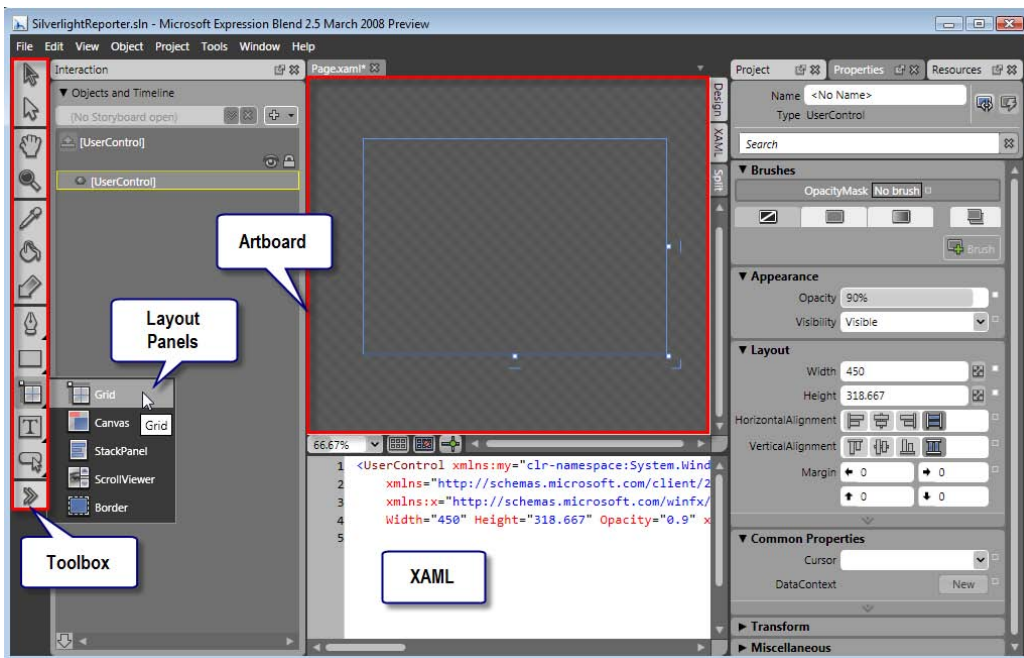 SilverlightReporter.sln - Microsoft Expression Blend 2.5 March 2008 Preview
File Edit View Object Project Tools Window Help
Interaction
Objects and Timeline
(No Storyboard open)
[UserControl]
[UserControl]
Page.xaml*
Design
XAML
Split
Artboard
Layout
Panels
Grid
Canvas
Grid
StackPanel
ScrollViewer
Border
Toolbox
T
66.67%
1 <UserControl xmlns:my="clr-namespace:System.Wind
2 xmlns="http://schemas.microsoft.com/client/2
3 xmlns:x="http://schemas.microsoft.com/winfx/
4 Width="450" Height="318.667" Opacity="0.9" x
5
XAML
Project Properties Resources
Name <No Name>
Type UserControl
Search
Brushes
OpacityMask No brush
Brush
Appearance
Opacity 90%
Visibility Visible
Layout
Width 450
Height 318.667
HorizontalAlignment
VerticalAlignment
Margin 0 0
0 0
Common Properties
Cursor
DataContext New
Transform
Miscellaneous